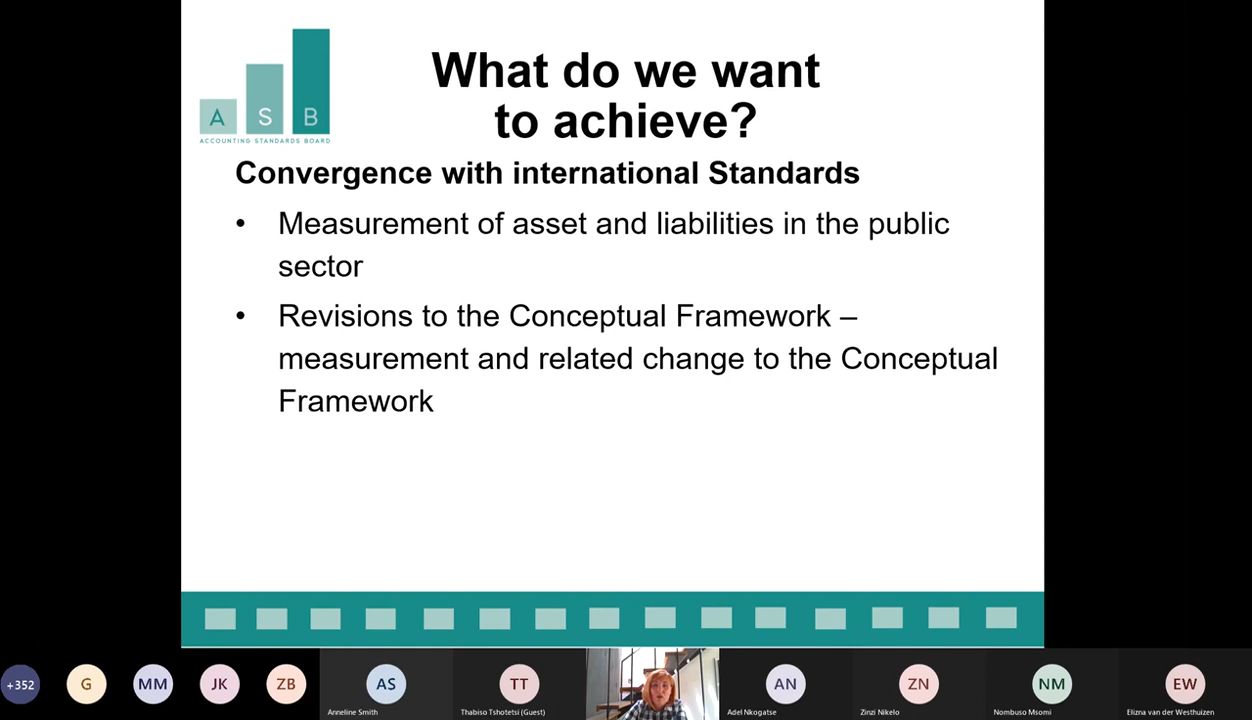 What do we want
to achieve?
A S B
ACCOUNTING STANDARDS BOARD
Convergence with international Standards
• Measurement of asset and liabilities in the public
sector
• Revisions to the Conceptual Framework –
measurement and related change to the Conceptual
Framework
+352
G
MM
JK
ZB
AS
TT
AN
ZN
NM
EW
Anneline Smith
Thabiso Tshotetsi (Guest)
Adel Nkogatse
Zinzi Nikelo
Nombuso Msomi
Elizna van der Westhuizen